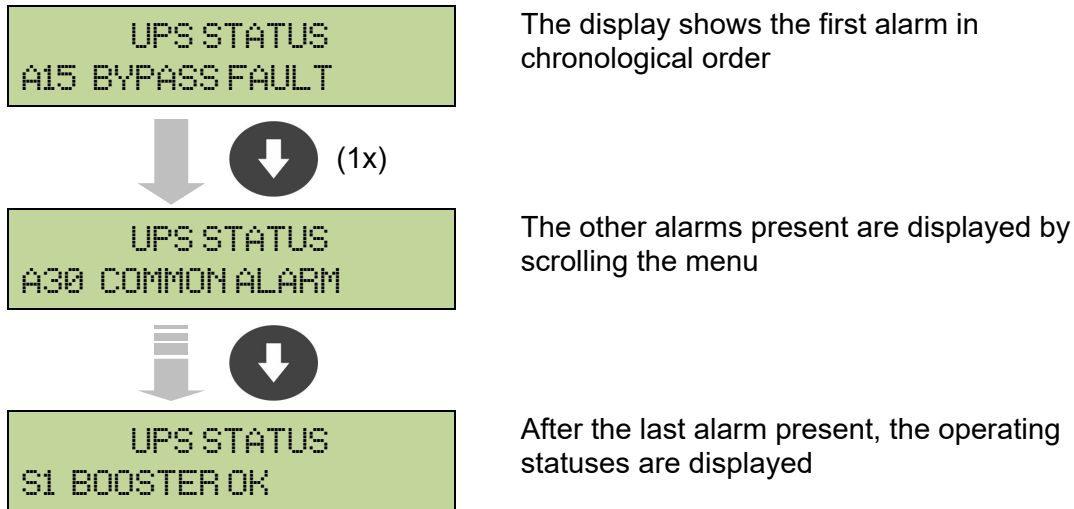 UPS STATUS
A15 BYPASS FAULT
The display shows the first alarm in
chronological order
(1x)
UPS STATUS
A30 COMMON ALARM
The other alarms present are displayed by
scrolling the menu
UPS STATUS
S1 BOOSTER OK
After the last alarm present, the operating
statuses are displayed